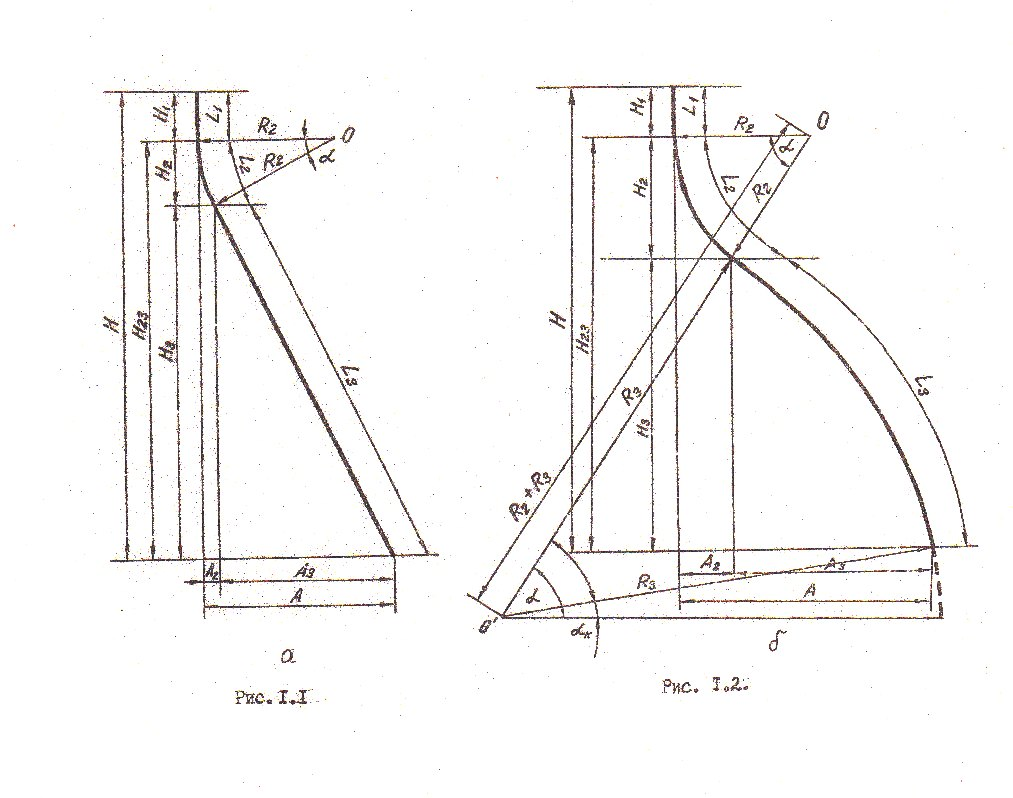 H₁
L₁
R₂
O
R₂
α
H₂
L₂
H
H₂₃
H₃
L₃
A₂
A₃
A
а
Рис. I.I
H₁
L₁
R₂
O
α
H₂
L₂
R₂
H
H₂₃
R₃
H₃
L₃
R₂+R₃
A₂
A₃
R₃
α
A
O'
αₖ
б
Рис. I.2.